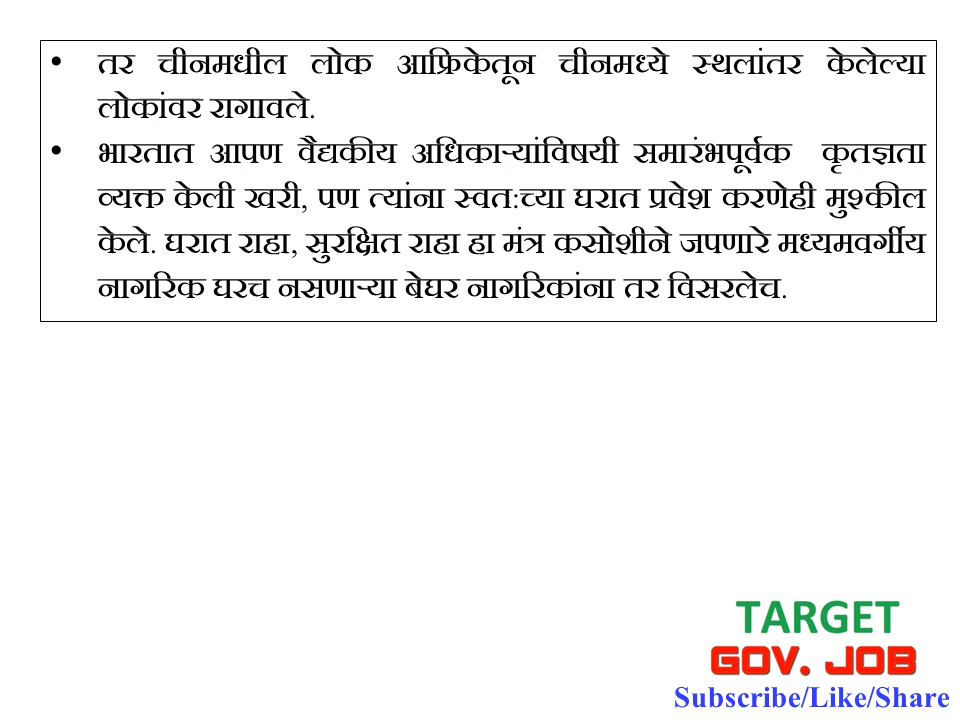 • तर चीनमधील लोक आफ्रिकेतून चीनमध्ये स्थलांतर केलेल्या
लोकांवर रागावले.
• भारतात आपण वैद्यकीय अधिकाऱ्यांविषयी समारंभपूर्वक कृतज्ञता
व्यक्त केली खरी, पण त्यांना स्वत:च्या घरात प्रवेश करणेही मुश्कील
केले. घरात राहा, सुरक्षित राहा हा मंत्र कसोशीने जपणारे मध्यमवर्गीय
नागरिक घरच नसणाऱ्या बेघर नागरिकांना तर विसरलेच.
TARGET
GOV. JOB
Subscribe/Like/Share